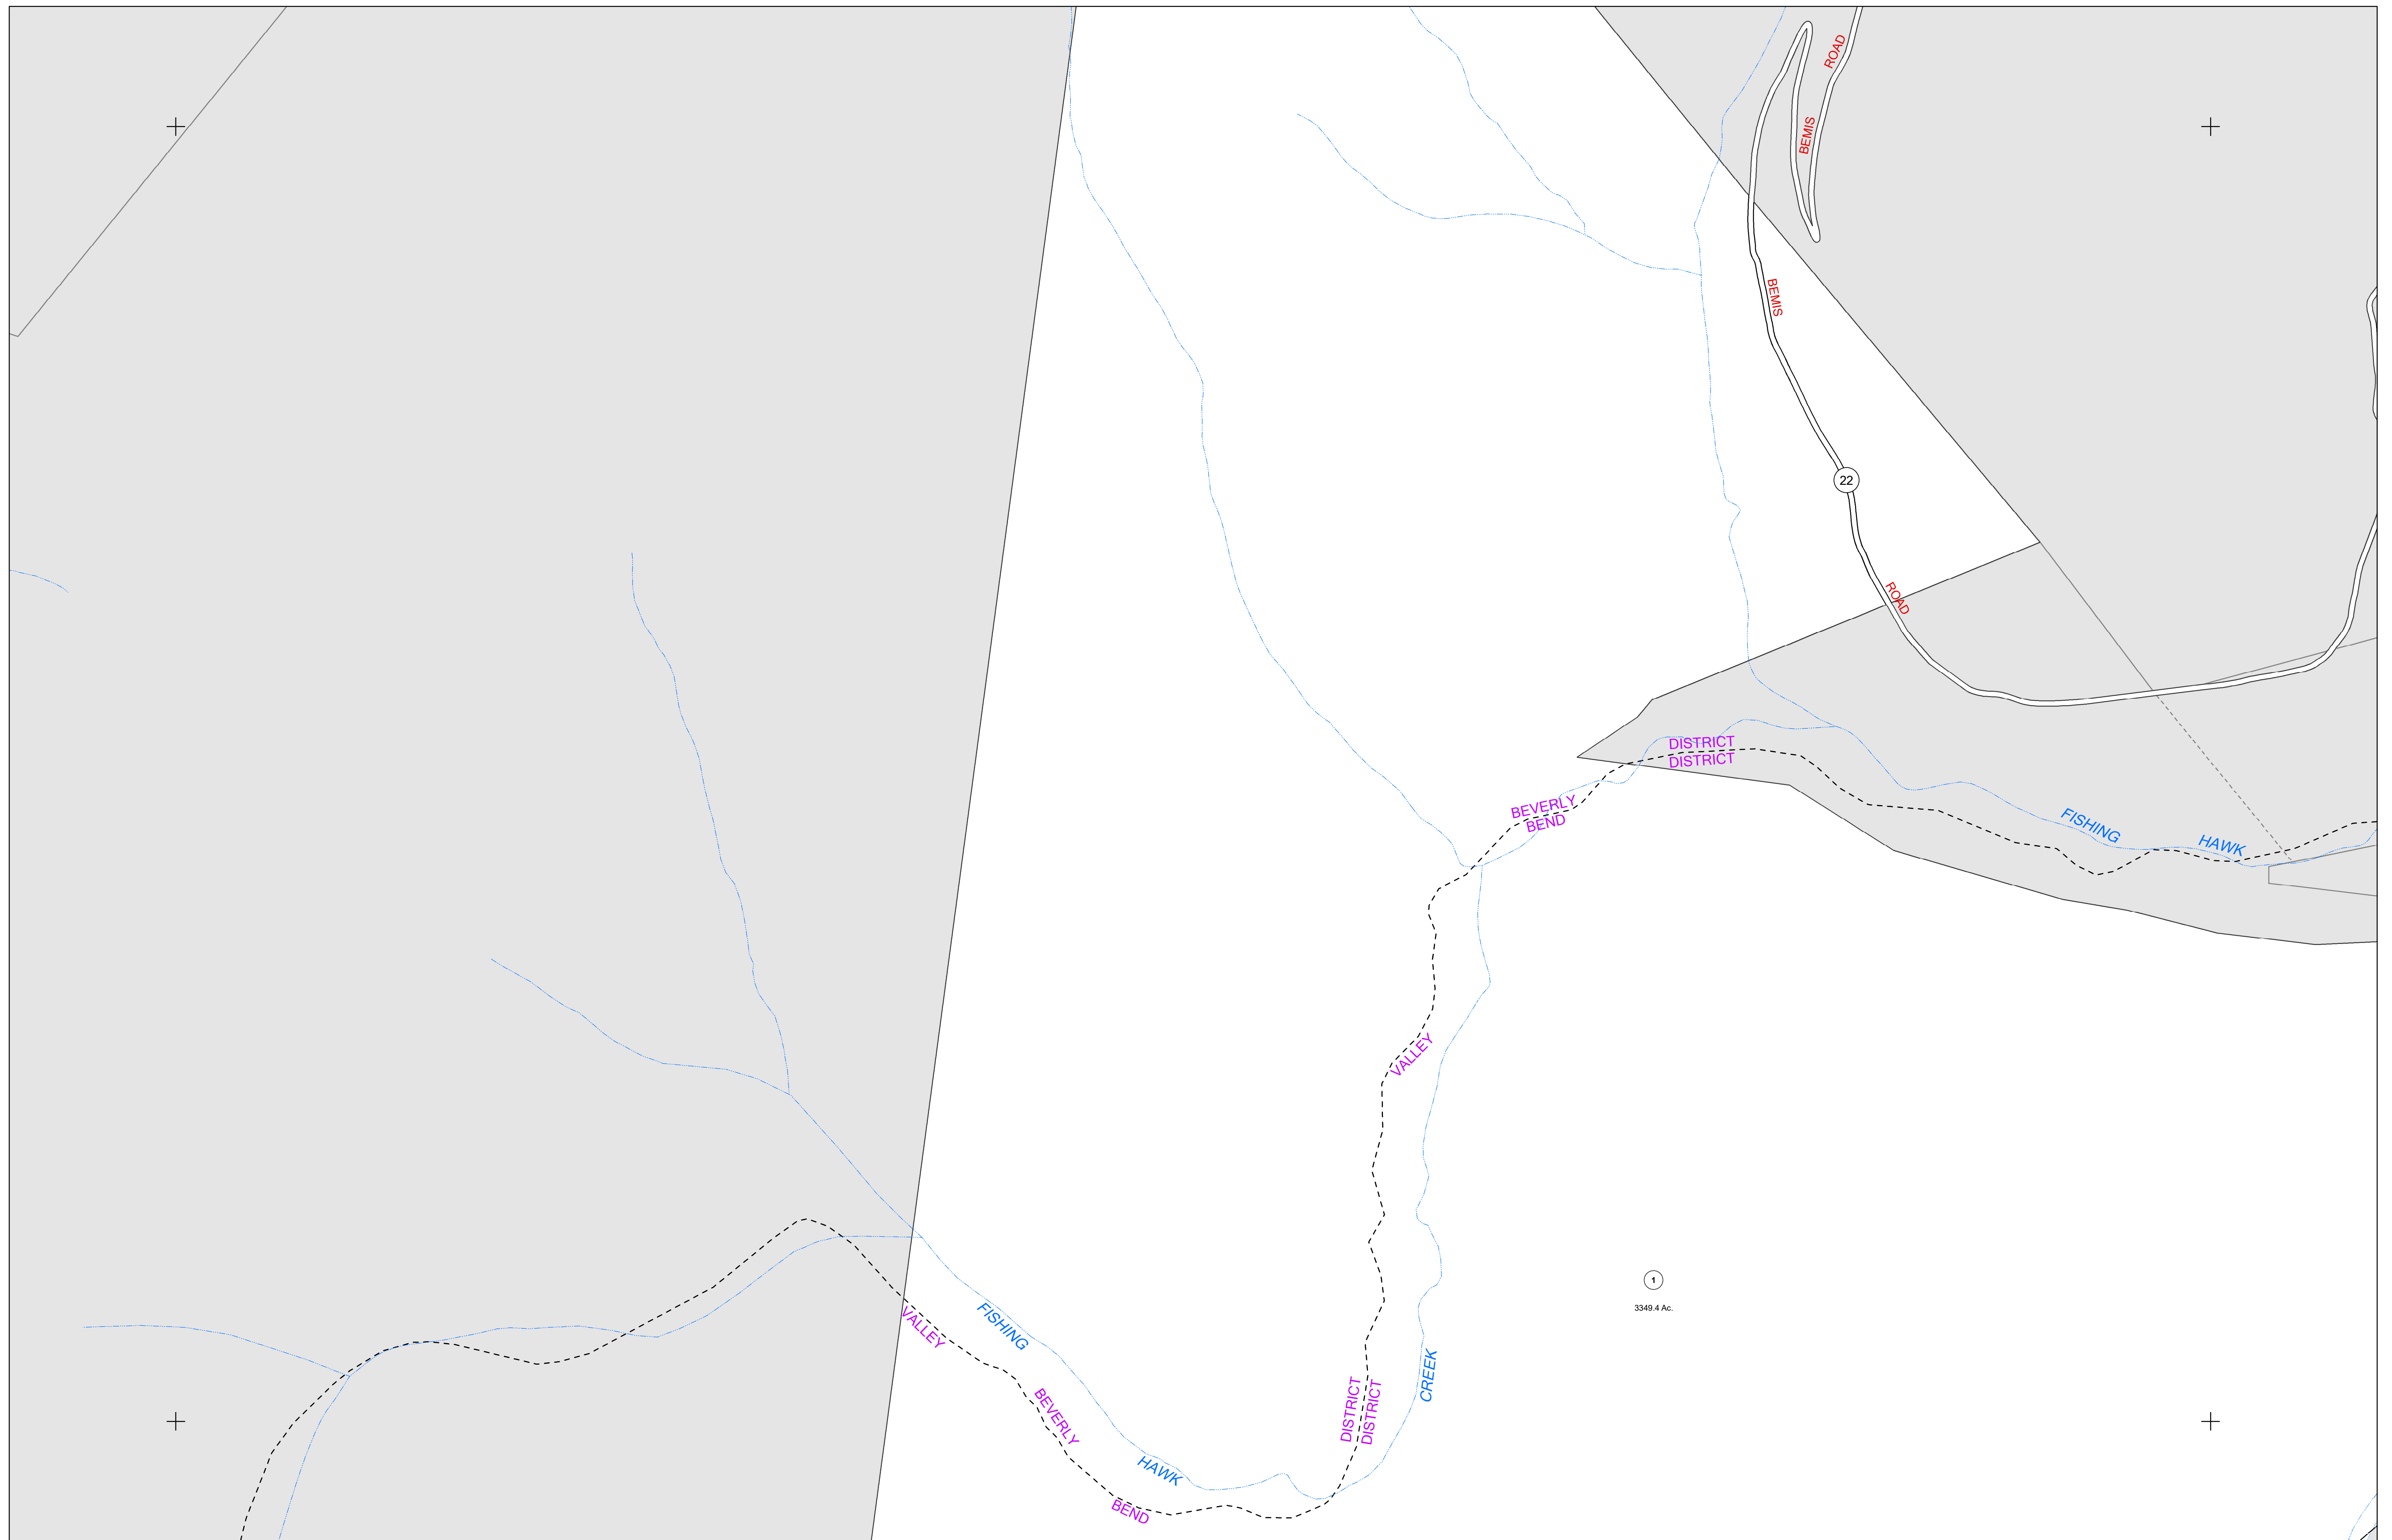 ROAD
BEMIS
BEMIS
22
ROAD
DISTRICT
DISTRICT
BEVERLY
BEND
FISHING
HAWK
VALLEY
1
3349.4 Ac.
FISHING
VALLEY
CREEK
DISTRICT
DISTRICT
BEVERLY
HAWK
BEND